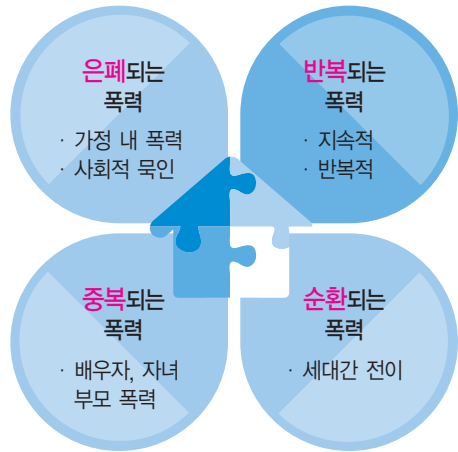 은폐되는
폭력
· 가정 내 폭력
· 사회적 묵인
반복되는
폭력
· 지속적
· 반복적
중복되는
폭력
· 배우자, 자녀
부모 폭력
순환되는
폭력
· 세대간 전이